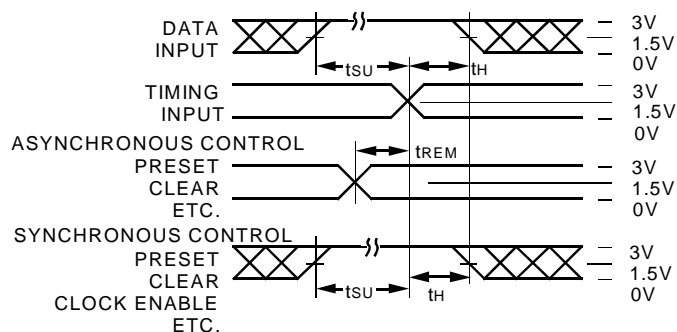 DATA
INPUT
3V
1.5V
0V
tSU
tH
TIMING
INPUT
3V
1.5V
0V
ASYNCHRONOUS CONTROL
PRESET
CLEAR
ETC.
tREM
3V
1.5V
0V
SYNCHRONOUS CONTROL
PRESET
CLEAR
CLOCK ENABLE
ETC.
tSU
tH
3V
1.5V
0V